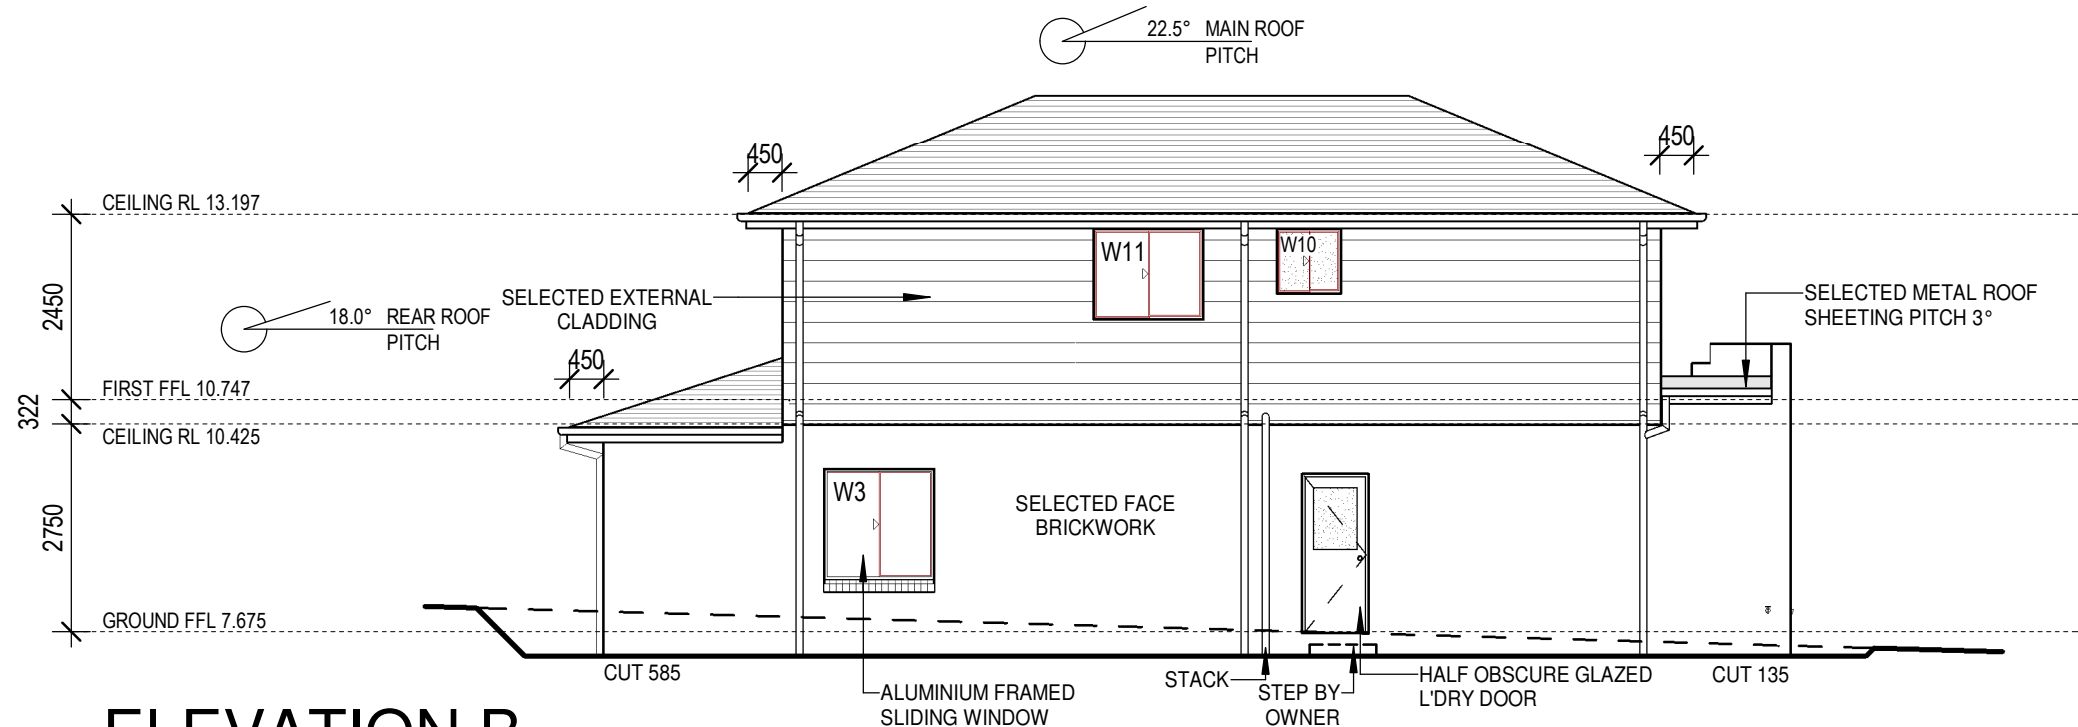 22.5° MAIN ROOF
PITCH
450
450
CEILING RL 13.197
2450
W11
W10
SELECTED EXTERNAL
CLADDING
SELECTED METAL ROOF
SHEETING PITCH 3°
18.0° REAR ROOF
PITCH
450
FIRST FFL 10.747
322
CEILING RL 10.425
2750
W3
SELECTED FACE
BRICKWORK
GROUND FFL 7.675
CUT 585
STACK
STEP BY
OWNER
HALF OBSCURE GLAZED
L'DRY DOOR
CUT 135
ALUMINIUM FRAMED
SLIDING WINDOW
ELEVATION B